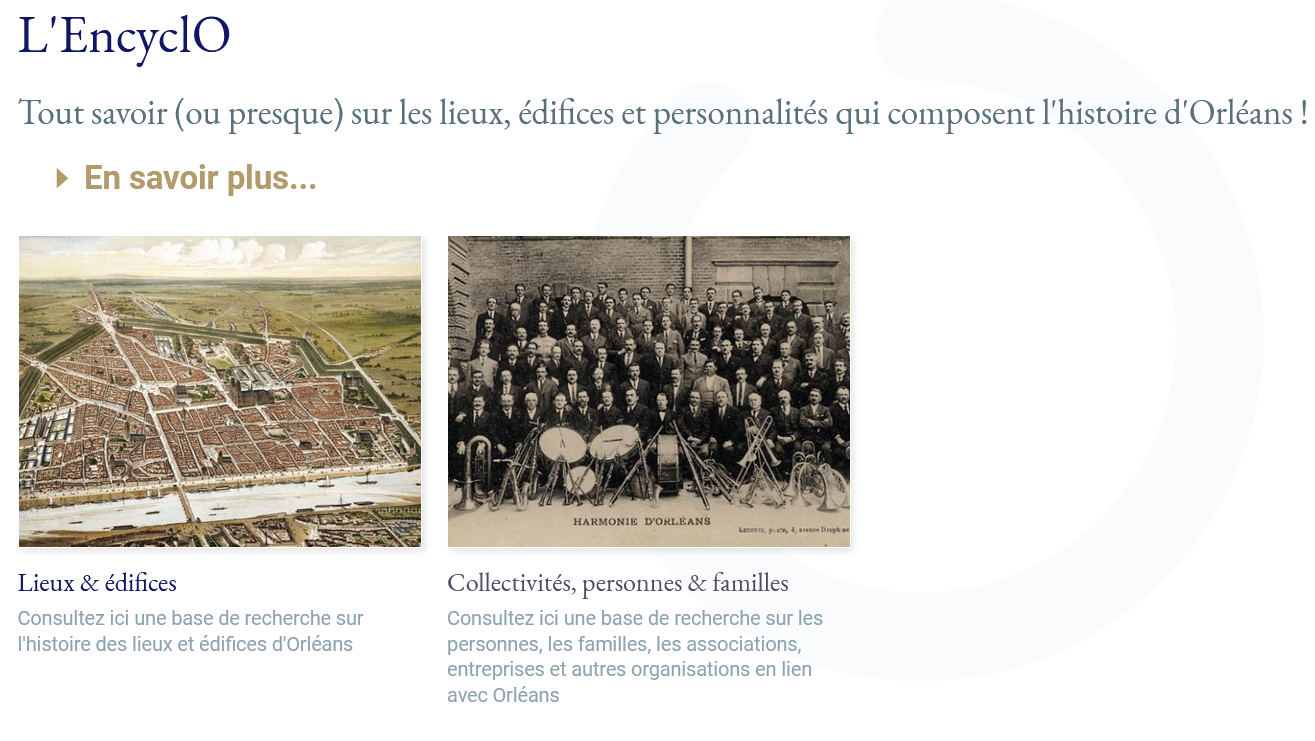 L'EncyclO
Tout savoir (ou presque) sur les lieux, édifices et personnalités qui composent l'histoire d'Orléans !
En savoir plus...
HARMONIE D'ORLÉANS
LECONTE, photo, 4, avenue Dauphine
Lieux & édifices
Consultez ici une base de recherche sur
l'histoire des lieux et édifices d'Orléans
Collectivités, personnes & familles
Consultez ici une base de recherche sur les
personnes, les familles, les associations,
entreprises et autres organisations en lien
avec Orléans